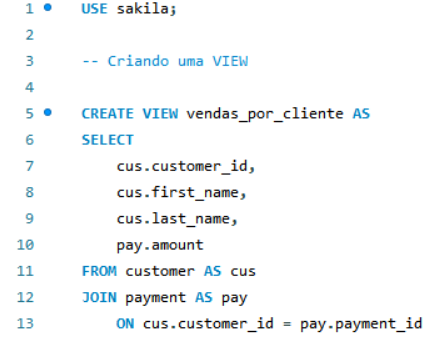 1 USE sakila;
2
3 -- Criando uma VIEW
4
5 CREATE VIEW vendas_por_cliente AS
6 SELECT
7 cus.customer_id,
8 cus.first_name,
9 cus.last_name,
10 pay.amount
11 FROM customer AS cus
12 JOIN payment AS pay
13 ON cus.customer_id = pay.payment_id